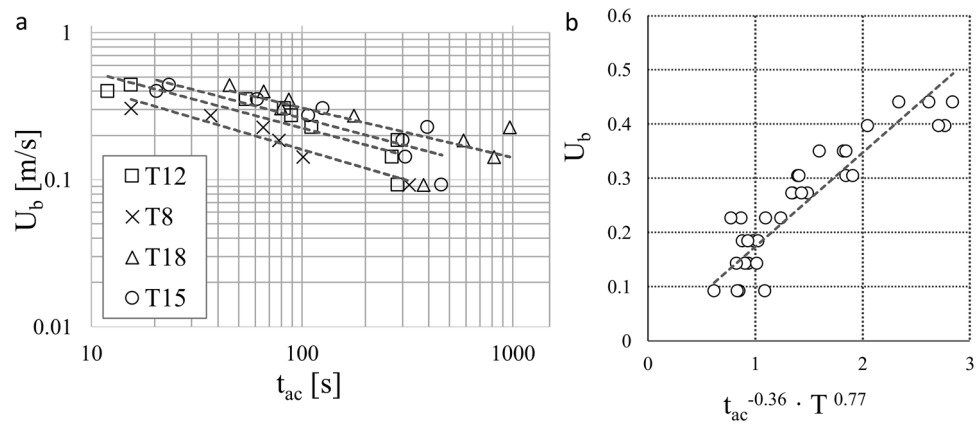 a
1
0.1
0.01
U_b [m/s]
T12
T8
T18
T15
10 100 1000
t_ac [s]
b
0.6
0.5
0.4
0.3
0.2
0.1
0
U_b
0 1 2 3
t_ac^-0.36 · T^0.77